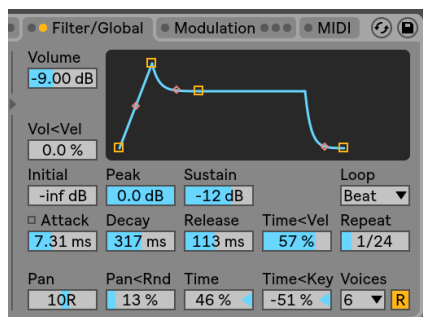 Filter/Global Modulation MIDI
Volume
-9.00 dB
Vol<Vel
0.0 %
Initial Peak Sustain Loop
-inf dB 0.0 dB -12 dB Beat
Attack Decay Release Time<Vel Repeat
7.31 ms 317 ms 113 ms 57 % 1/24
Pan Pan<Rnd Time Time<Key Voices
10R 13 % 46 % -51 % 6 R